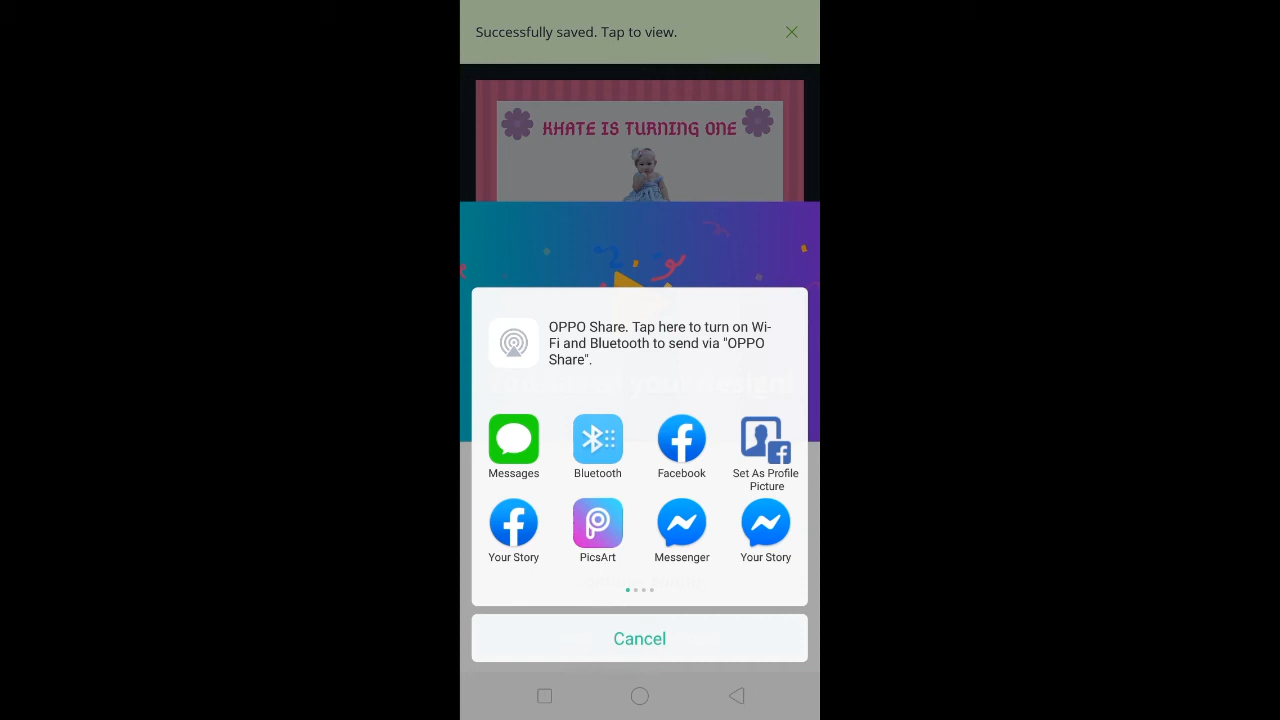 Successfully saved. Tap to view.
KHATE IS TURNING ONE
OPPO Share. Tap here to turn on Wi-
Fi and Bluetooth to send via "OPPO
Share".
your design!
Messages Bluetooth Facebook Set As Profile
Picture
Your Story PicsArt Messenger Your Story
Cancel